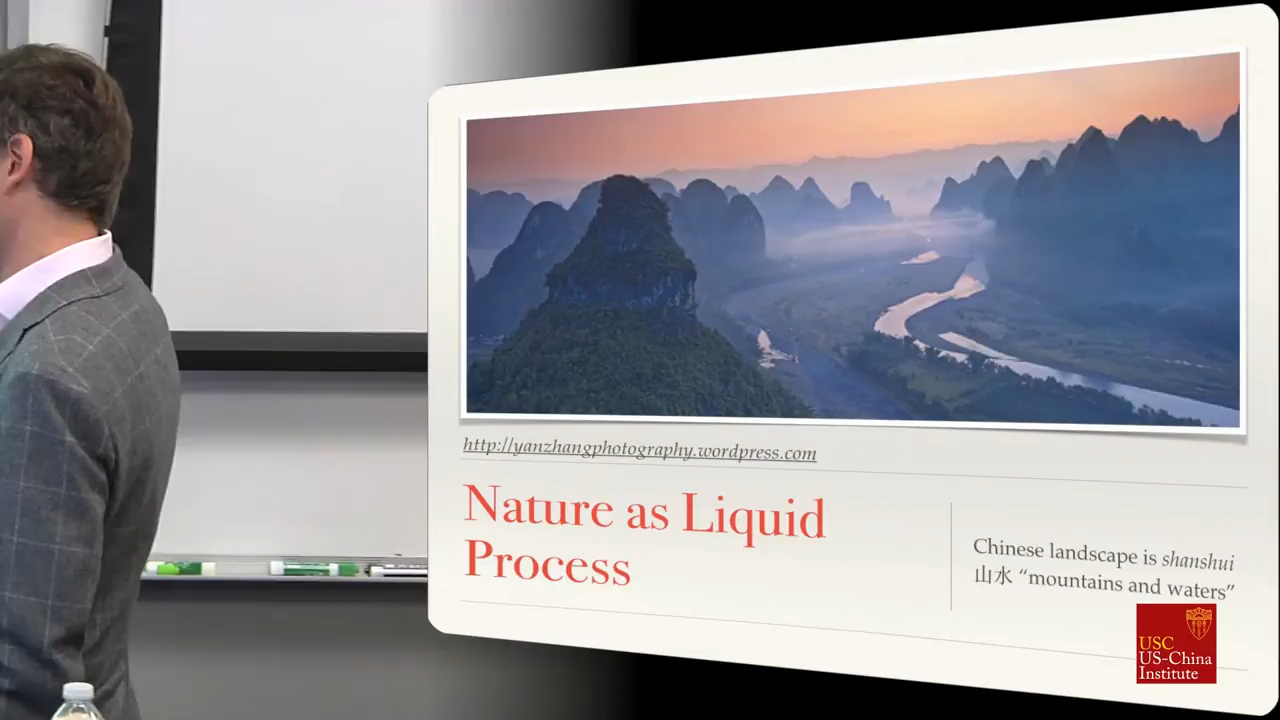 http://yanzhangphotography.wordpress.com
Nature as Liquid
Process
Chinese landscape is shanshui
山水 “mountains and waters”
USC
US-China
Institute